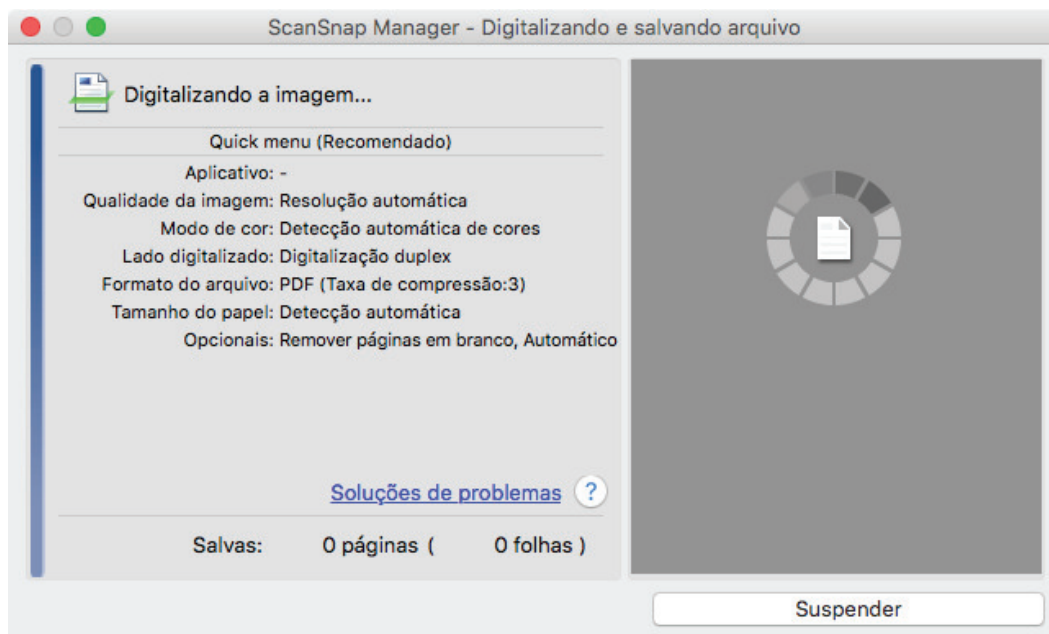 ScanSnap Manager - Digitalizando e salvando arquivo
Digitalizando a imagem...
Quick menu (Recomendado)
Aplicativo: -
Qualidade da imagem: Resolução automática
Modo de cor: Detecção automática de cores
Lado digitalizado: Digitalização duplex
Formato do arquivo: PDF (Taxa de compressão:3)
Tamanho do papel: Detecção automática
Opcionais: Remover páginas em branco, Automático
Soluções de problemas ?
Salvas: 0 páginas ( 0 folhas )
Suspender